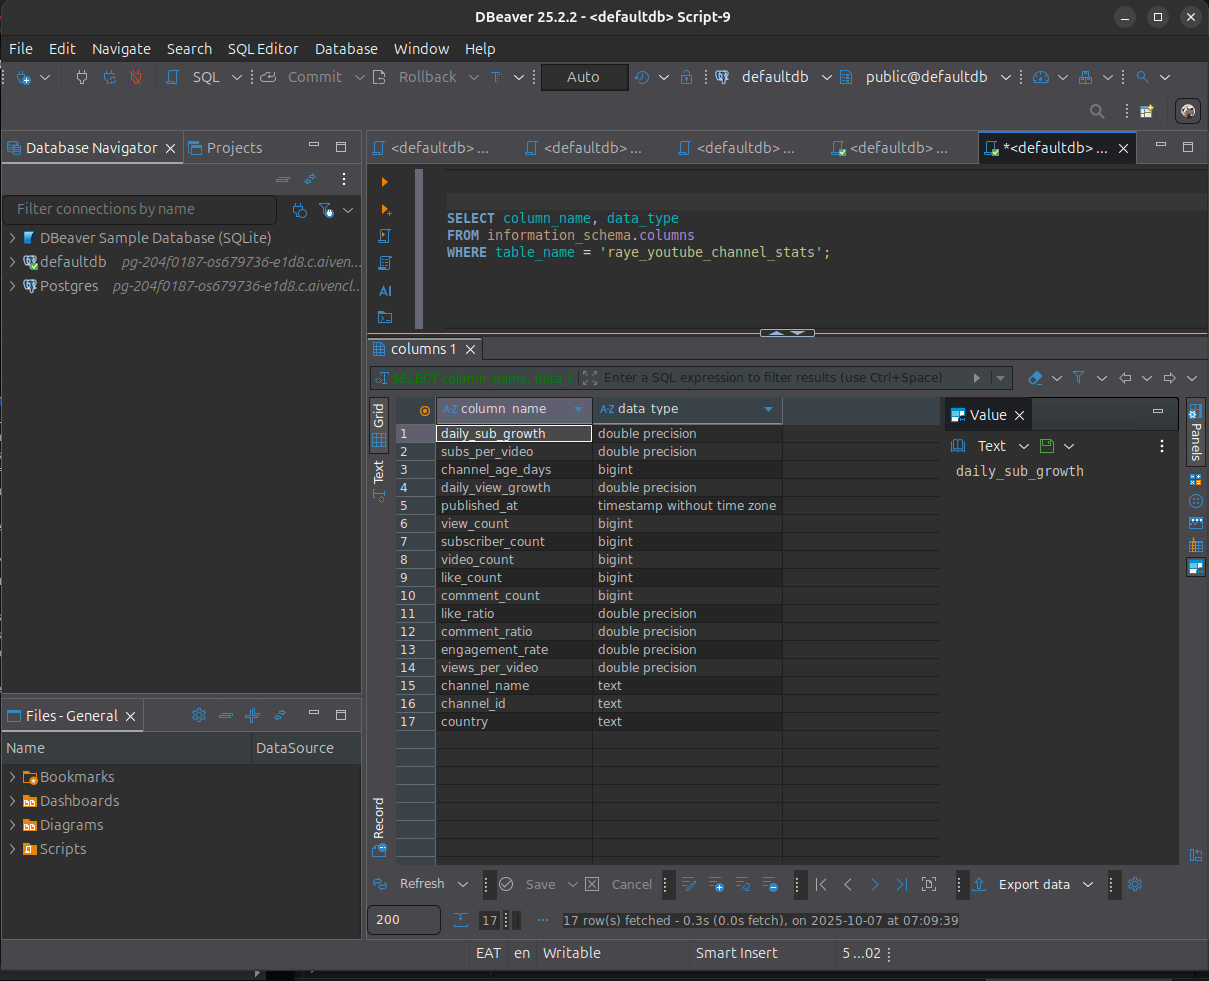 DBeaver 25.2.2 - <defaultdb> Script-9
File Edit Navigate Search SQL Editor Database Window Help
SQL Commit Rollback T Auto defaultdb public@defaultdb
Database Navigator Projects
<defaultdb> ... <defaultdb> ... <defaultdb> ... <defaultdb> ... *<defaultdb> ...
Filter connections by name
DBeaver Sample Database (SQLite)
defaultdb pg-204f0187-os679736-e1d8.c.aiven...
Postgres pg-204f0187-os679736-e1d8.c.aivencl...
AI
SELECT column_name, data_type
FROM information_schema.columns
WHERE table_name = 'raye_youtube_channel_stats';
columns 1
SELECT column_name, data_t Enter a SQL expression to filter results (use Ctrl+Space)
Grid
Text
Record
A-Z column_name A-Z data_type
1 daily_sub_growth double precision
2 subs_per_video double precision
3 channel_age_days bigint
4 daily_view_growth double precision
5 published_at timestamp without time zone
6 view_count bigint
7 subscriber_count bigint
8 video_count bigint
9 like_count bigint
10 comment_count bigint
11 like_ratio double precision
12 comment_ratio double precision
13 engagement_rate double precision
14 views_per_video double precision
15 channel_name text
16 channel_id text
17 country text
Value
Text
daily_sub_growth
Panels
Files - General
Name DataSource
Bookmarks
Dashboards
Diagrams
Scripts
Refresh Save Cancel Export data
200 17 ... 17 row(s) fetched - 0.3s (0.0s fetch), on 2025-10-07 at 07:09:39
EAT en Writable Smart Insert 5 ...02